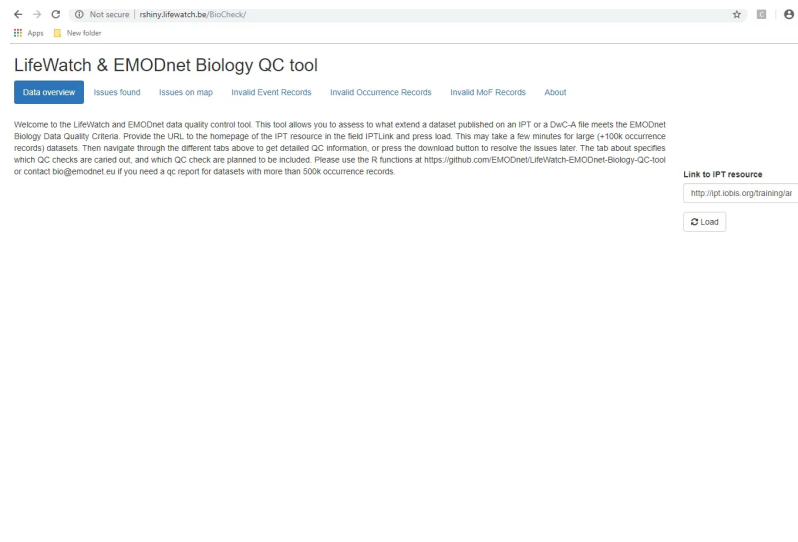 Not secure | rshiny.lifewatch.be/BioCheck/
Apps New folder
LifeWatch & EMODnet Biology QC tool
Data overview Issues found Issues on map Invalid Event Records Invalid Occurrence Records Invalid MoF Records About
Welcome to the LifeWatch and EMODnet data quality control tool. This tool allows you to assess to what extend a dataset published on an IPT or a DwC-A file meets the EMODnet
Biology Data Quality Criteria. Provide the URL to the homepage of the IPT resource in the field IPTLink and press load. This may take a few minutes for large (+100k occurrence
records) datasets. Then navigate through the different tabs above to get detailed QC information, or press the download button to resolve the issues later. The tab about specifies
which QC checks are caried out, and which QC check are planned to be included. Please use the R functions at https://github.com/EMODnet/LifeWatch-EMODnet-Biology-QC-tool
or contact bio@emodnet.eu if you need a qc report for datasets with more than 500k occurrence records.
Link to IPT resource
http://ipt.iobis.org/training/ar
Load